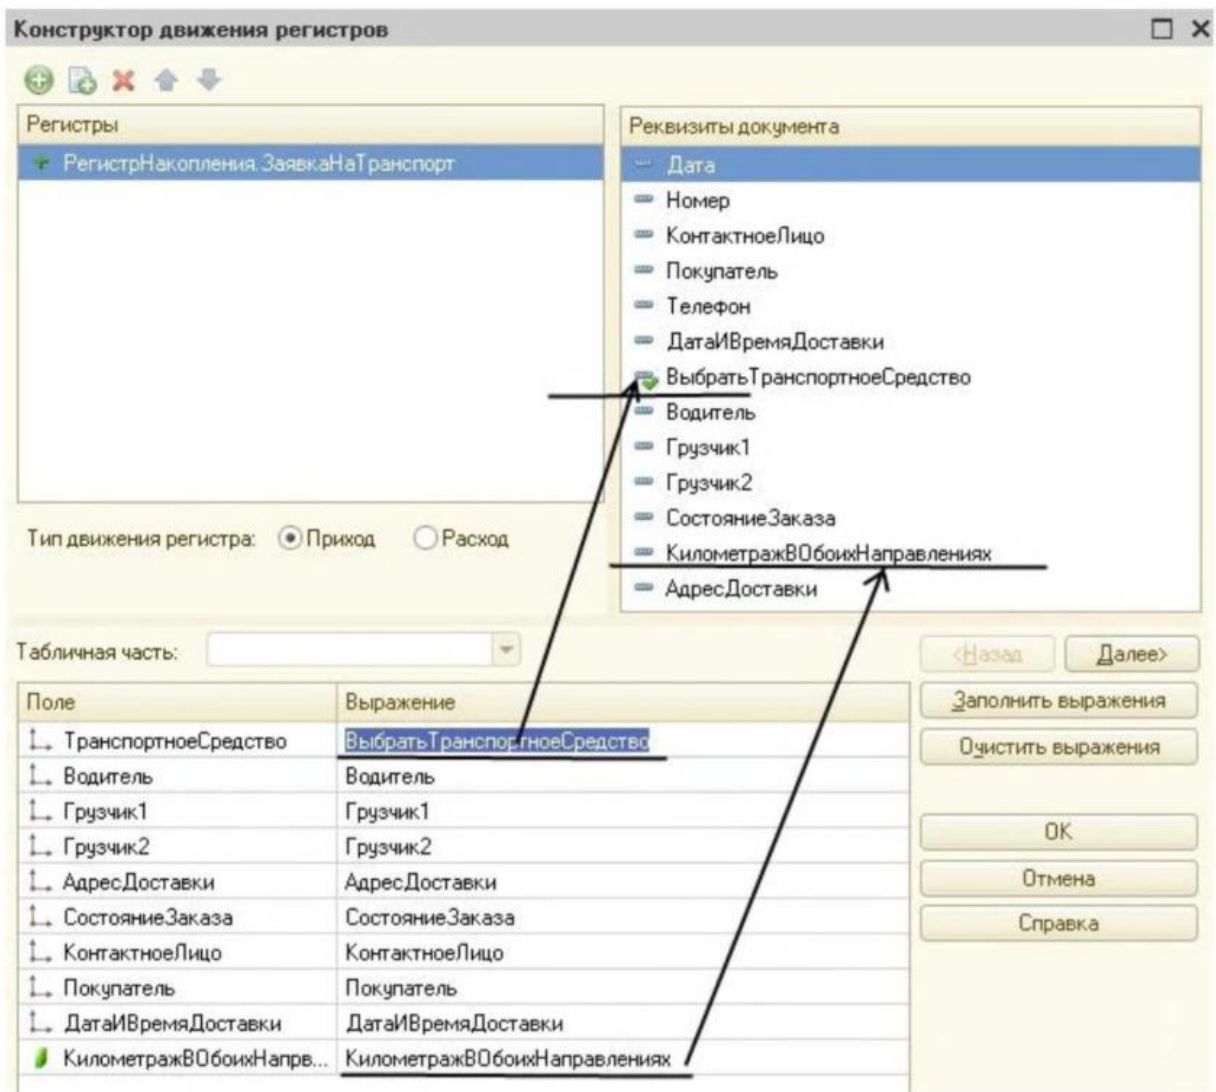 Конструктор движения регистров
Регистры
РегистрНакопления.ЗаявкаНаТранспорт
Реквизиты документа
Дата
Номер
КонтактноеЛицо
Покупатель
Телефон
ДатаИВремяДоставки
ВыбратьТранспортноеСредство
Водитель
Грузчик1
Грузчик2
СостояниеЗаказа
КилометражВОбоихНаправлениях
АдресДоставки
Тип движения регистра: Приход Расход
Табличная часть:
<Назад Далее>
Поле Выражение
ТранспортноеСредство ВыбратьТранспортноеСредство
Водитель Водитель
Грузчик1 Грузчик1
Грузчик2 Грузчик2
АдресДоставки АдресДоставки
СостояниеЗаказа СостояниеЗаказа
КонтактноеЛицо КонтактноеЛицо
Покупатель Покупатель
ДатаИВремяДоставки ДатаИВремяДоставки
КилометражВОбоихНапрв... КилометражВОбоихНаправлениях
Заполнить выражения
Очистить выражения
ОК
Отмена
Справка